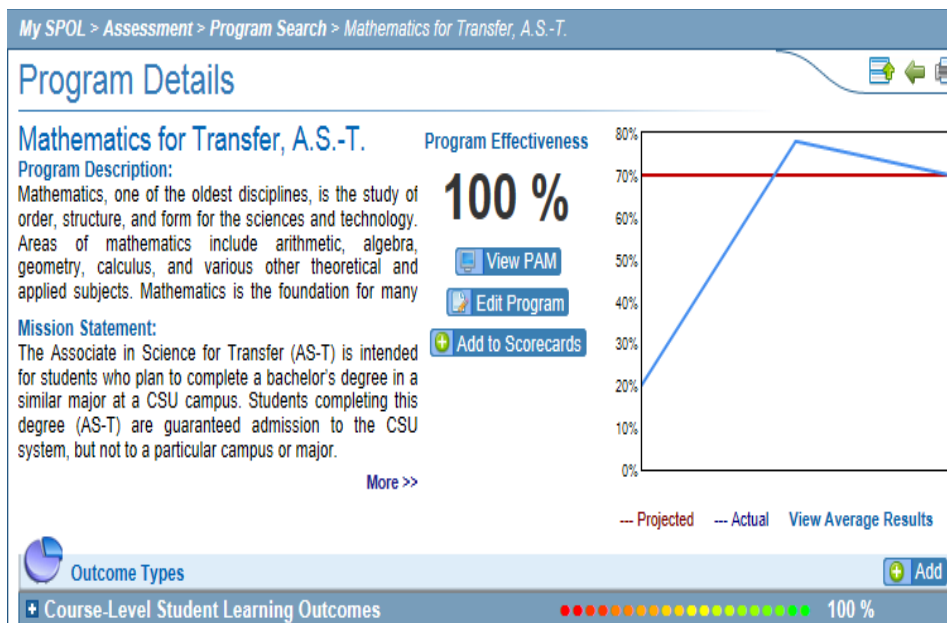 My SPOL > Assessment > Program Search > Mathematics for Transfer, A.S.-T.
Program Details
Mathematics for Transfer, A.S.-T.
Program Description:
Mathematics, one of the oldest disciplines, is the study of
order, structure, and form for the sciences and technology.
Areas of mathematics include arithmetic, algebra,
geometry, calculus, and various other theoretical and
applied subjects. Mathematics is the foundation for many
Mission Statement:
The Associate in Science for Transfer (AS-T) is intended
for students who plan to complete a bachelor's degree in a
similar major at a CSU campus. Students completing this
degree (AS-T) are guaranteed admission to the CSU
system, but not to a particular campus or major.
More >>
Program Effectiveness
100 %
View PAM
Edit Program
Add to Scorecards
80%
70%
60%
50%
40%
30%
20%
10%
0%
--- Projected --- Actual View Average Results
Outcome Types
Add
Course-Level Student Learning Outcomes 100 %